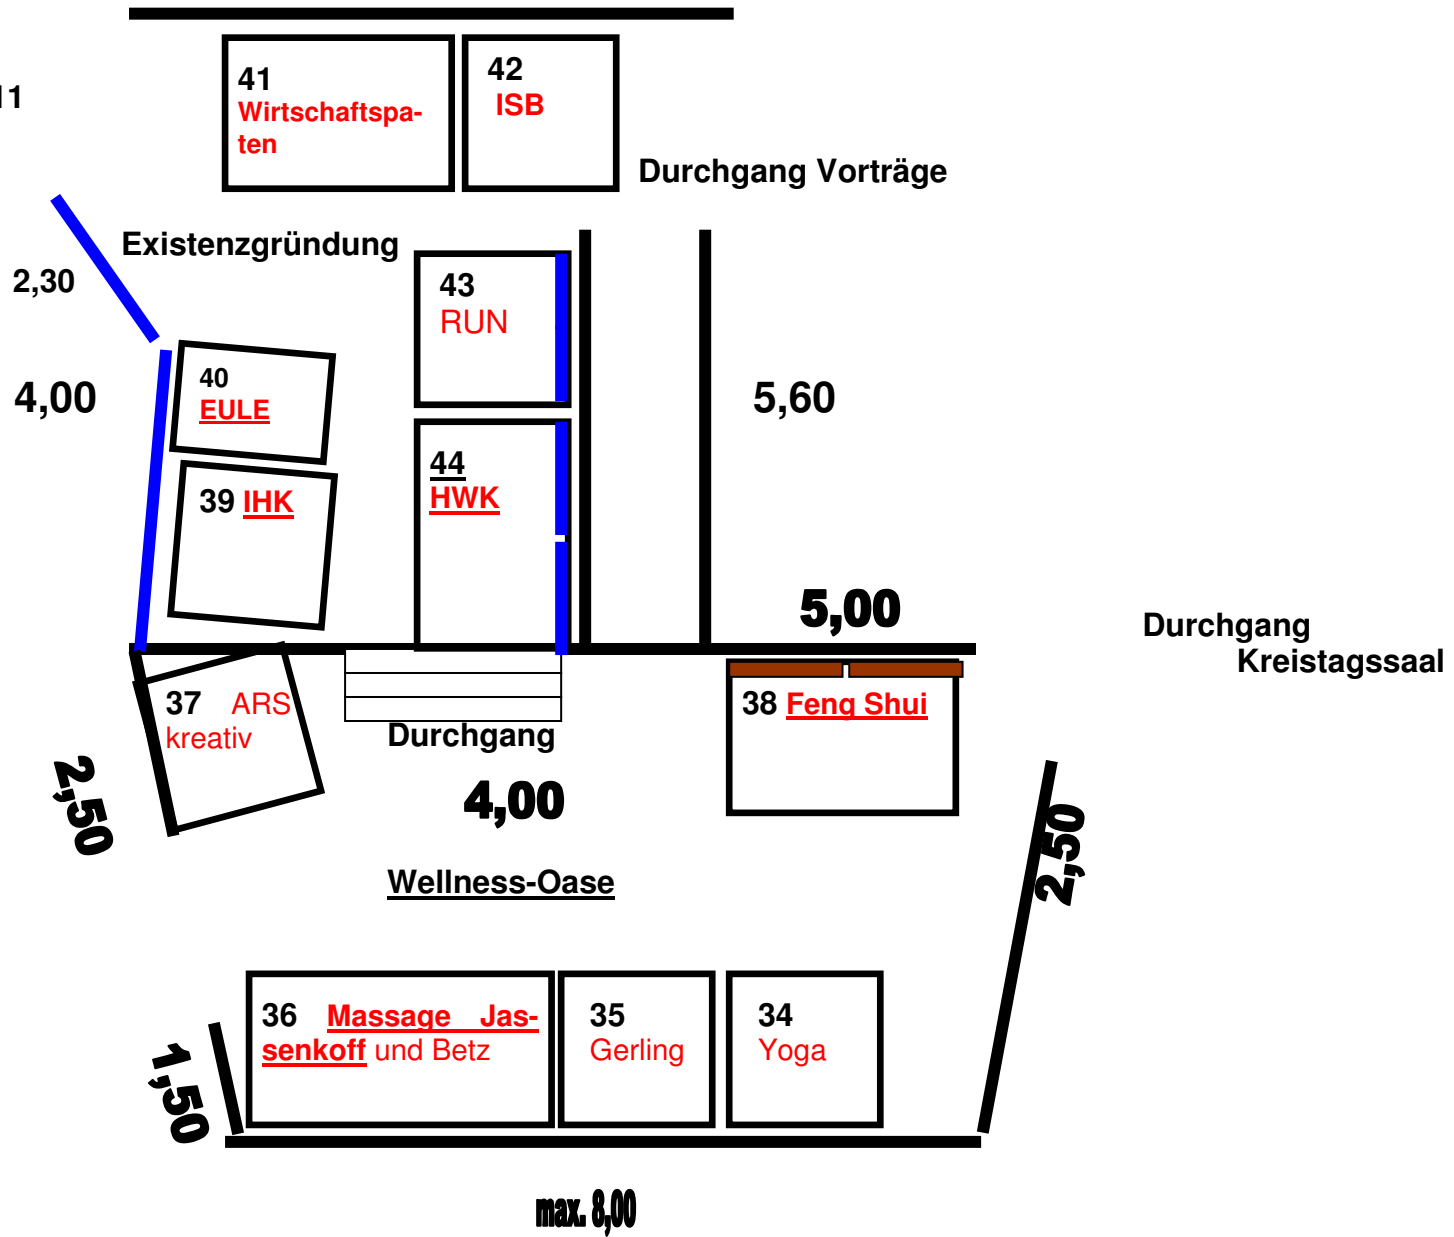 41
Wirtschaftspa-
ten
42
ISB
11
Durchgang Vorträge
Existenzgründung
2,30
43
RUN
40
EULE
4,00
5,60
44
HWK
39 IHK
5,00
Durchgang
Kreistagssaal
37 ARS
kreativ
38 Feng Shui
Durchgang
2,50
4,00
2,50
Wellness-Oase
36 Massage Jas-
senkoff und Betz
35
Gerling
34
Yoga
1,50
max. 8,00